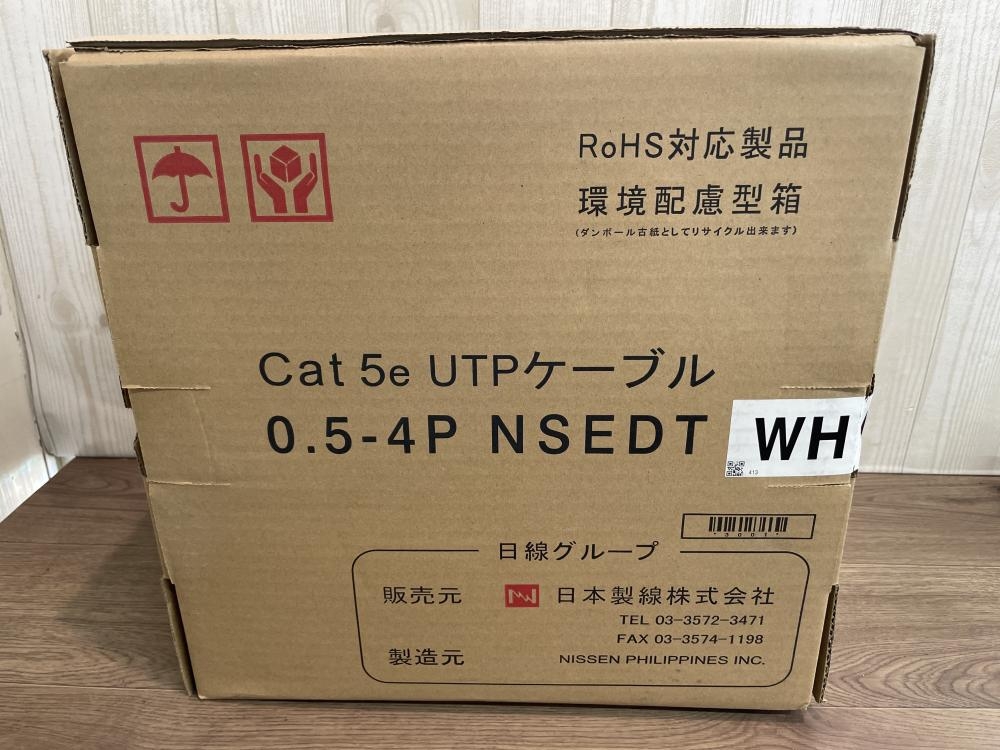 RoHS対応製品
環境配慮型箱
(ダンボール古紙としてリサイクル出来ます)
Cat 5e UTPケーブル
0.5-4P NSEDT WH
413
*3001*
日線グループ
販売元 日本製線株式会社
TEL 03-3572-3471
FAX 03-3574-1198
製造元 NISSEN PHILIPPINES INC.